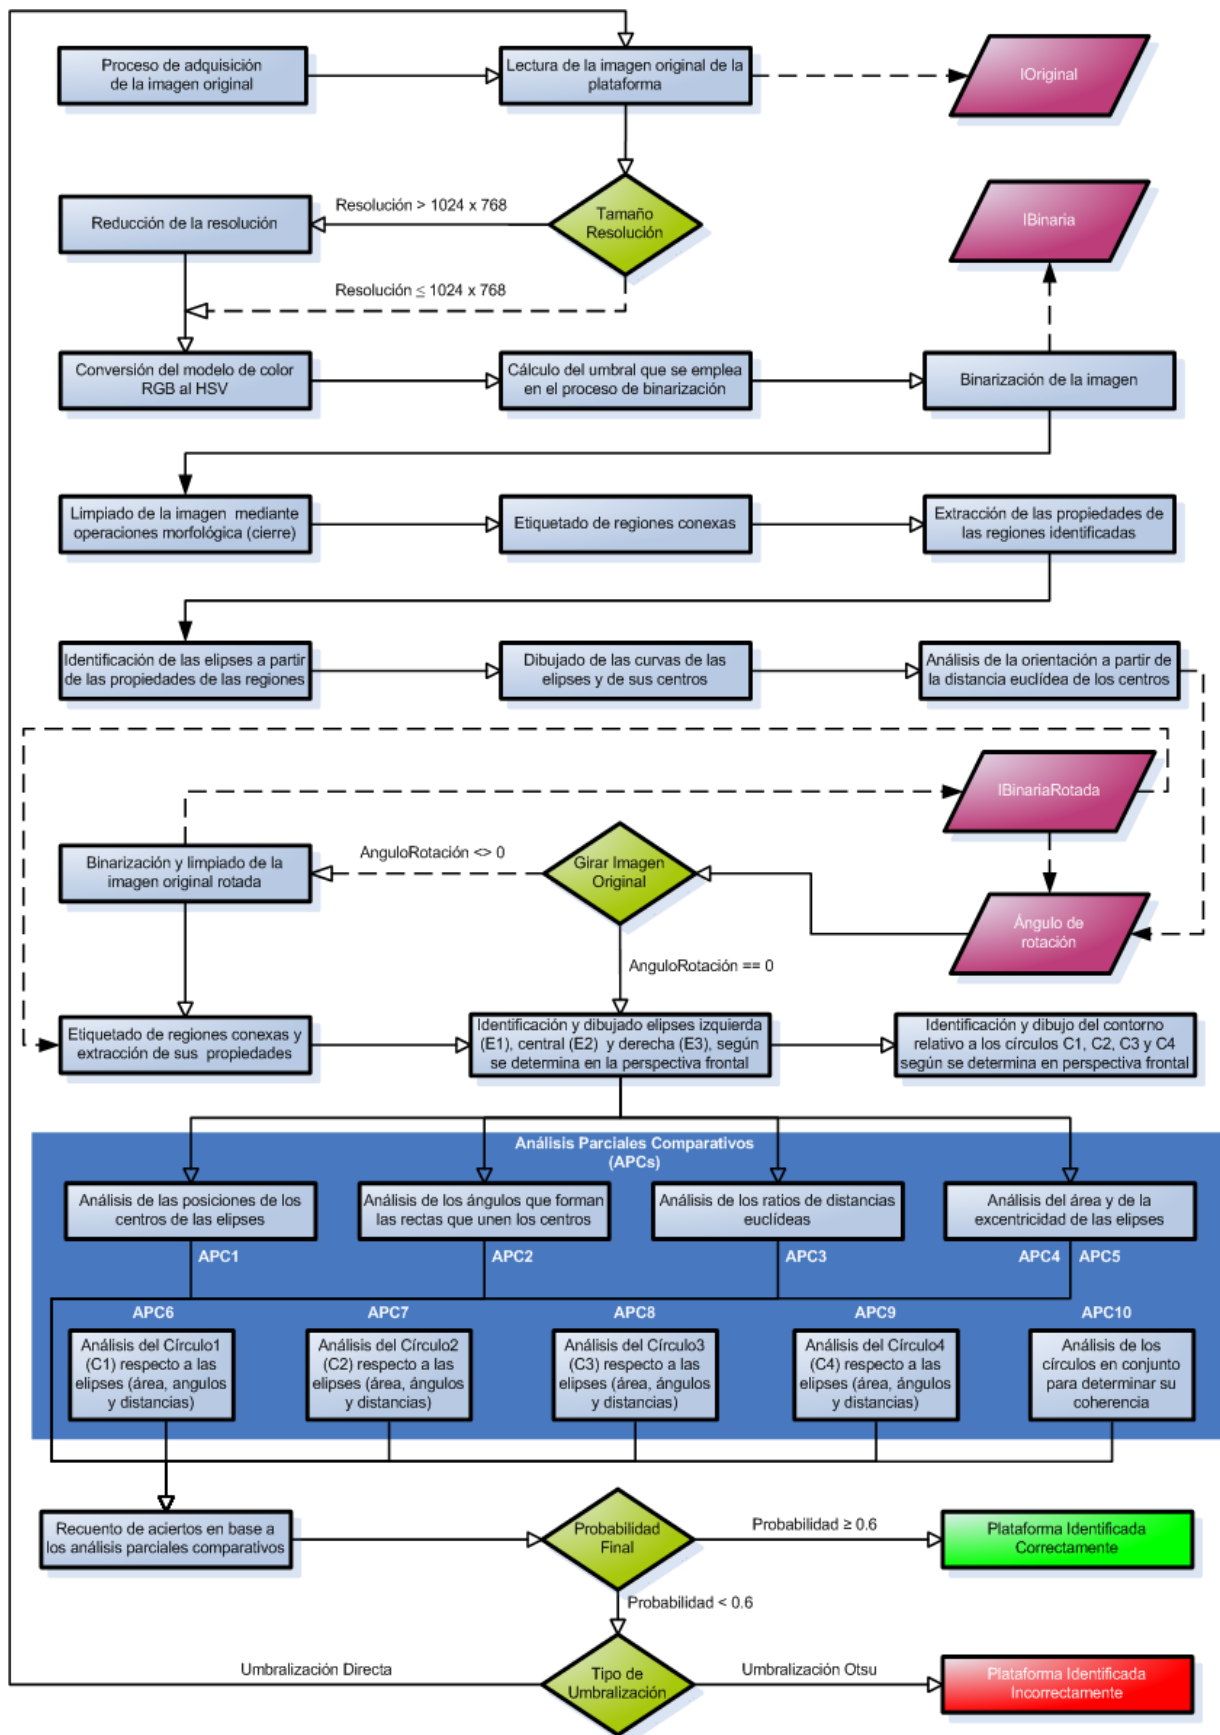 Proceso de adquisición
de la imagen original
Lectura de la imagen original de la
plataforma
IOriginal
Resolución > 1024 x 768
Reducción de la resolución
Tamaño
Resolución
IBinaria
Resolución ≤ 1024 x 768
Conversión del modelo de color
RGB al HSV
Cálculo del umbral que se emplea
en el proceso de binarización
Binarización de la imagen
Limpiado de la imagen mediante
operaciones morfológica (cierre)
Etiquetado de regiones conexas
Extracción de las propiedades de
las regiones identificadas
Identificación de las elipses a partir
de las propiedades de las regiones
Dibujado de las curvas de las
elipses y de sus centros
Análisis de la orientación a partir de
la distancia euclídea de los centros
IBinariaRotada
Binarización y limpiado de la
imagen original rotada
AnguloRotación <> 0
Girar Imagen
Original
Ángulo de
rotación
AnguloRotación == 0
Etiquetado de regiones conexas y
extracción de sus propiedades
Identificación y dibujado elipses izquierda
(E1), central (E2) y derecha (E3), según
se determina en la perspectiva frontal
Identificación y dibujo del contorno
relativo a los círculos C1, C2, C3 y C4
según se determina en perspectiva frontal
Análisis Parciales Comparativos
(APCs)
Análisis de las posiciones de los
centros de las elipses
Análisis de los ángulos que forman
las rectas que unen los centros
Análisis de los ratios de distancias
euclídeas
Análisis del área y de la
excentricidad de las elipses
APC1
APC2
APC3
APC4
APC5
APC6
APC7
APC8
APC9
APC10
Análisis del Círculo1
(C1) respecto a las
elipses (área, angulos
y distancias)
Análisis del Círculo2
(C2) respecto a las
elipses (área, ángulos
y distancias)
Análisis del Círculo3
(C3) respecto a las
elipses (área, ángulos
y distancias)
Análisis del Círculo4
(C4) respecto a las
elipses (área, ángulos
y distancias)
Análisis de los
círculos en conjunto
para determinar su
coherencia
Recuento de aciertos en base a
los análisis parciales comparativos
Probabilidad
Final
Probabilidad ≥ 0.6
Plataforma Identificada
Correctamente
Probabilidad < 0.6
Umbralización Directa
Tipo de
Umbralización
Umbralización Otsu
Plataforma Identificada
Incorrectamente